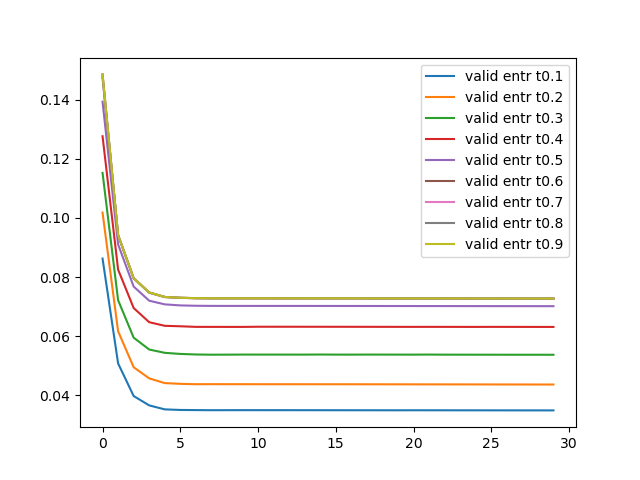 0.14
0.12
0.10
0.08
0.06
0.04
0
5
10
15
20
25
30
valid entr t0.1
valid entr t0.2
valid entr t0.3
valid entr t0.4
valid entr t0.5
valid entr t0.6
valid entr t0.7
valid entr t0.8
valid entr t0.9